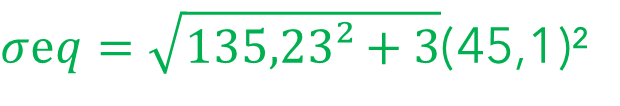 σeq = √135,23² + 3(45,1)²